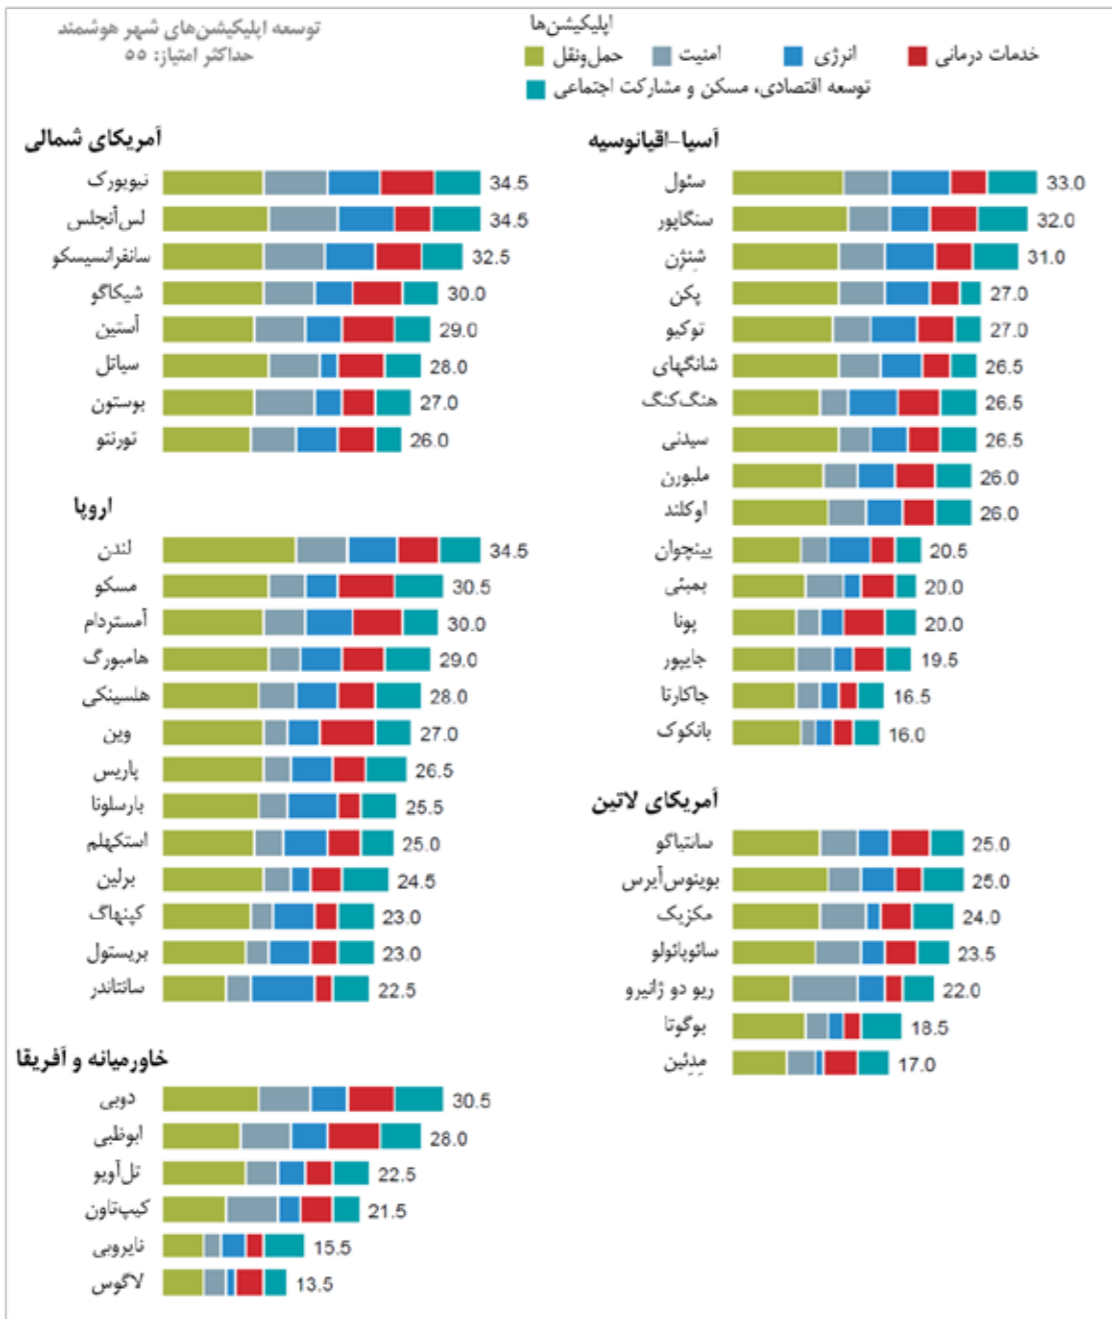 توسعه اپلیکیشن‌های شهر هوشمند
حداکثر امتیاز: ۵۵
اپلیکیشن‌ها
حمل‌ونقل امنیت انرژی خدمات درمانی
توسعه اقتصادی، مسکن و مشارکت اجتماعی
آمریکای شمالی
نیویورک 34.5
لس‌آنجلس 34.5
سانفرانسیسکو 32.5
شیکاگو 30.0
آستین 29.0
سیاتل 28.0
بوستون 27.0
تورنتو 26.0
اروپا
لندن 34.5
مسکو 30.5
آمستردام 30.0
هامبورگ 29.0
هلسینکی 28.0
وین 27.0
پاریس 26.5
بارسلونا 25.5
استکهلم 25.0
برلین 24.5
کپنهاگ 23.0
بریستول 23.0
سانتاندر 22.5
خاورمیانه و آفریقا
دوبی 30.5
ابوظبی 28.0
تل‌آویو 22.5
کیپ‌تاون 21.5
نایروبی 15.5
لاگوس 13.5
آسیا-اقیانوسیه
سئول 33.0
سنگاپور 32.0
شِنژِن 31.0
پکن 27.0
توکیو 27.0
شانگهای 26.5
هنگ‌کنگ 26.5
سیدنی 26.5
ملبورن 26.0
اوکلند 26.0
یینچوان 20.5
بمبئی 20.0
پونا 20.0
جایپور 19.5
جاکارتا 16.5
بانکوک 16.0
آمریکای لاتین
سانتیاگو 25.0
بوینوس‌آیرس 25.0
مکزیک 24.0
سائوپائولو 23.5
ریو دو ژانیرو 22.0
بوگوتا 18.5
مِدِئین 17.0